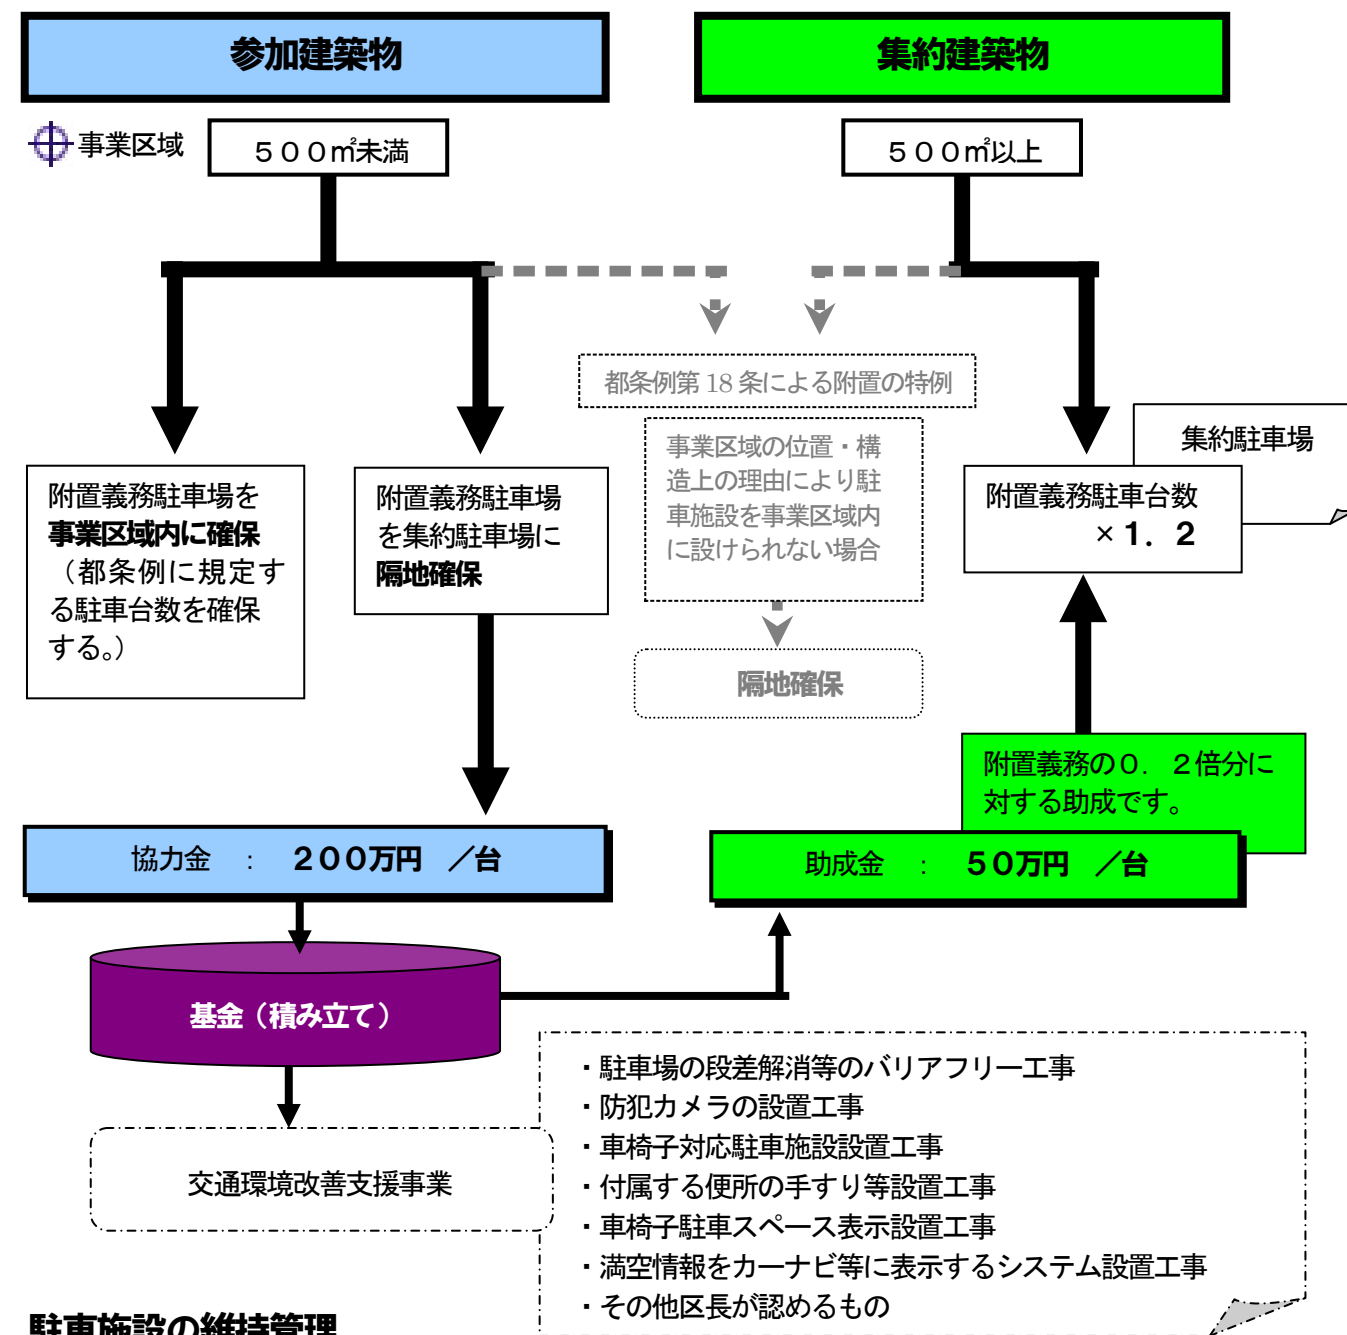 参加建築物
集約建築物
事業区域
５００㎡未満
５００㎡以上
都条例第 18 条による附置の特例
事業区域の位置・構
造上の理由により駐
車施設を事業区域内
に設けられない場合
隔地確保
集約駐車場
附置義務駐車台数
×１．２
附置義務駐車場を
事業区域内に確保
（都条例に規定す
る駐車台数を確保
する。）
附置義務駐車場
を集約駐車場に
隔地確保
附置義務の０．２倍分に
対する助成です。
協力金　：　２００万円　／台
助成金　：　５０万円　／台
基金（積み立て）
交通環境改善支援事業
・駐車場の段差解消等のバリアフリー工事
・防犯カメラの設置工事
・車椅子対応駐車施設設置工事
・付属する便所の手すり等設置工事
・車椅子駐車スペース表示設置工事
・満空情報をカーナビ等に表示するシステム設置工事
・その他区長が認めるもの
駐車施設の維持管理